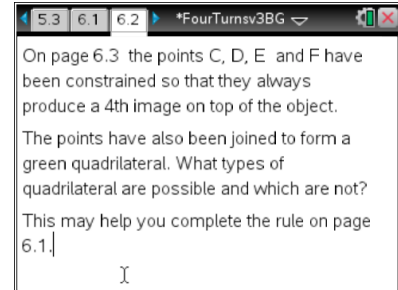 5.3 6.1 6.2 *FourTurnsv3BG
On page 6.3 the points C, D, E and F have
been constrained so that they always
produce a 4th image on top of the object.
The points have also been joined to form a
green quadrilateral. What types of
quadrilateral are possible and which are not?
This may help you complete the rule on page
6.1.